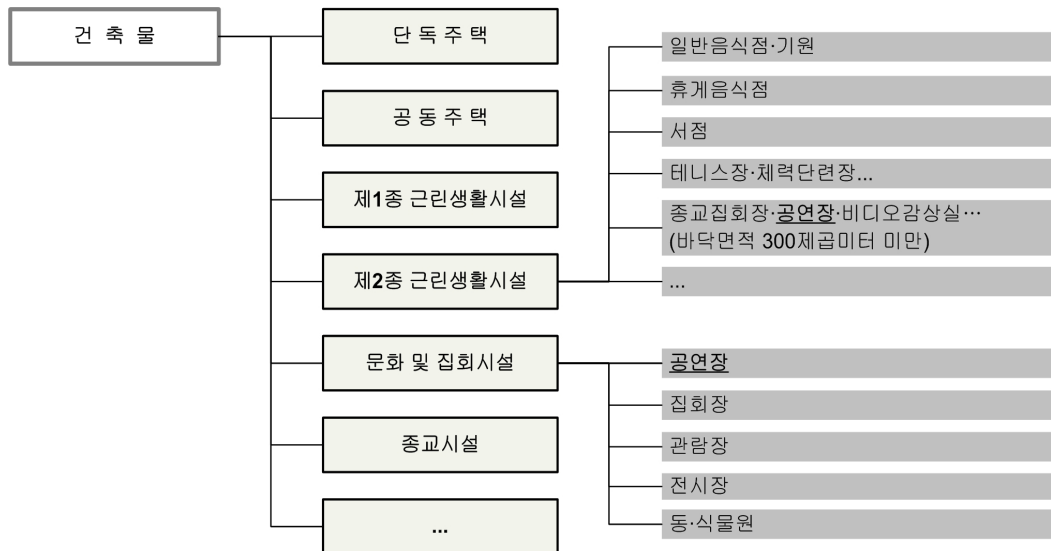 건 축 물
단 독 주 택
공 동 주 택
제1종 근린생활시설
제2종 근린생활시설
문화 및 집회시설
종교시설
...
일반음식점·기원
휴게음식점
서점
테니스장·체력단련장...
종교집회장·공연장·비디오감상실…
(바닥면적 300제곱미터 미만)
...
공연장
집회장
관람장
전시장
동·식물원